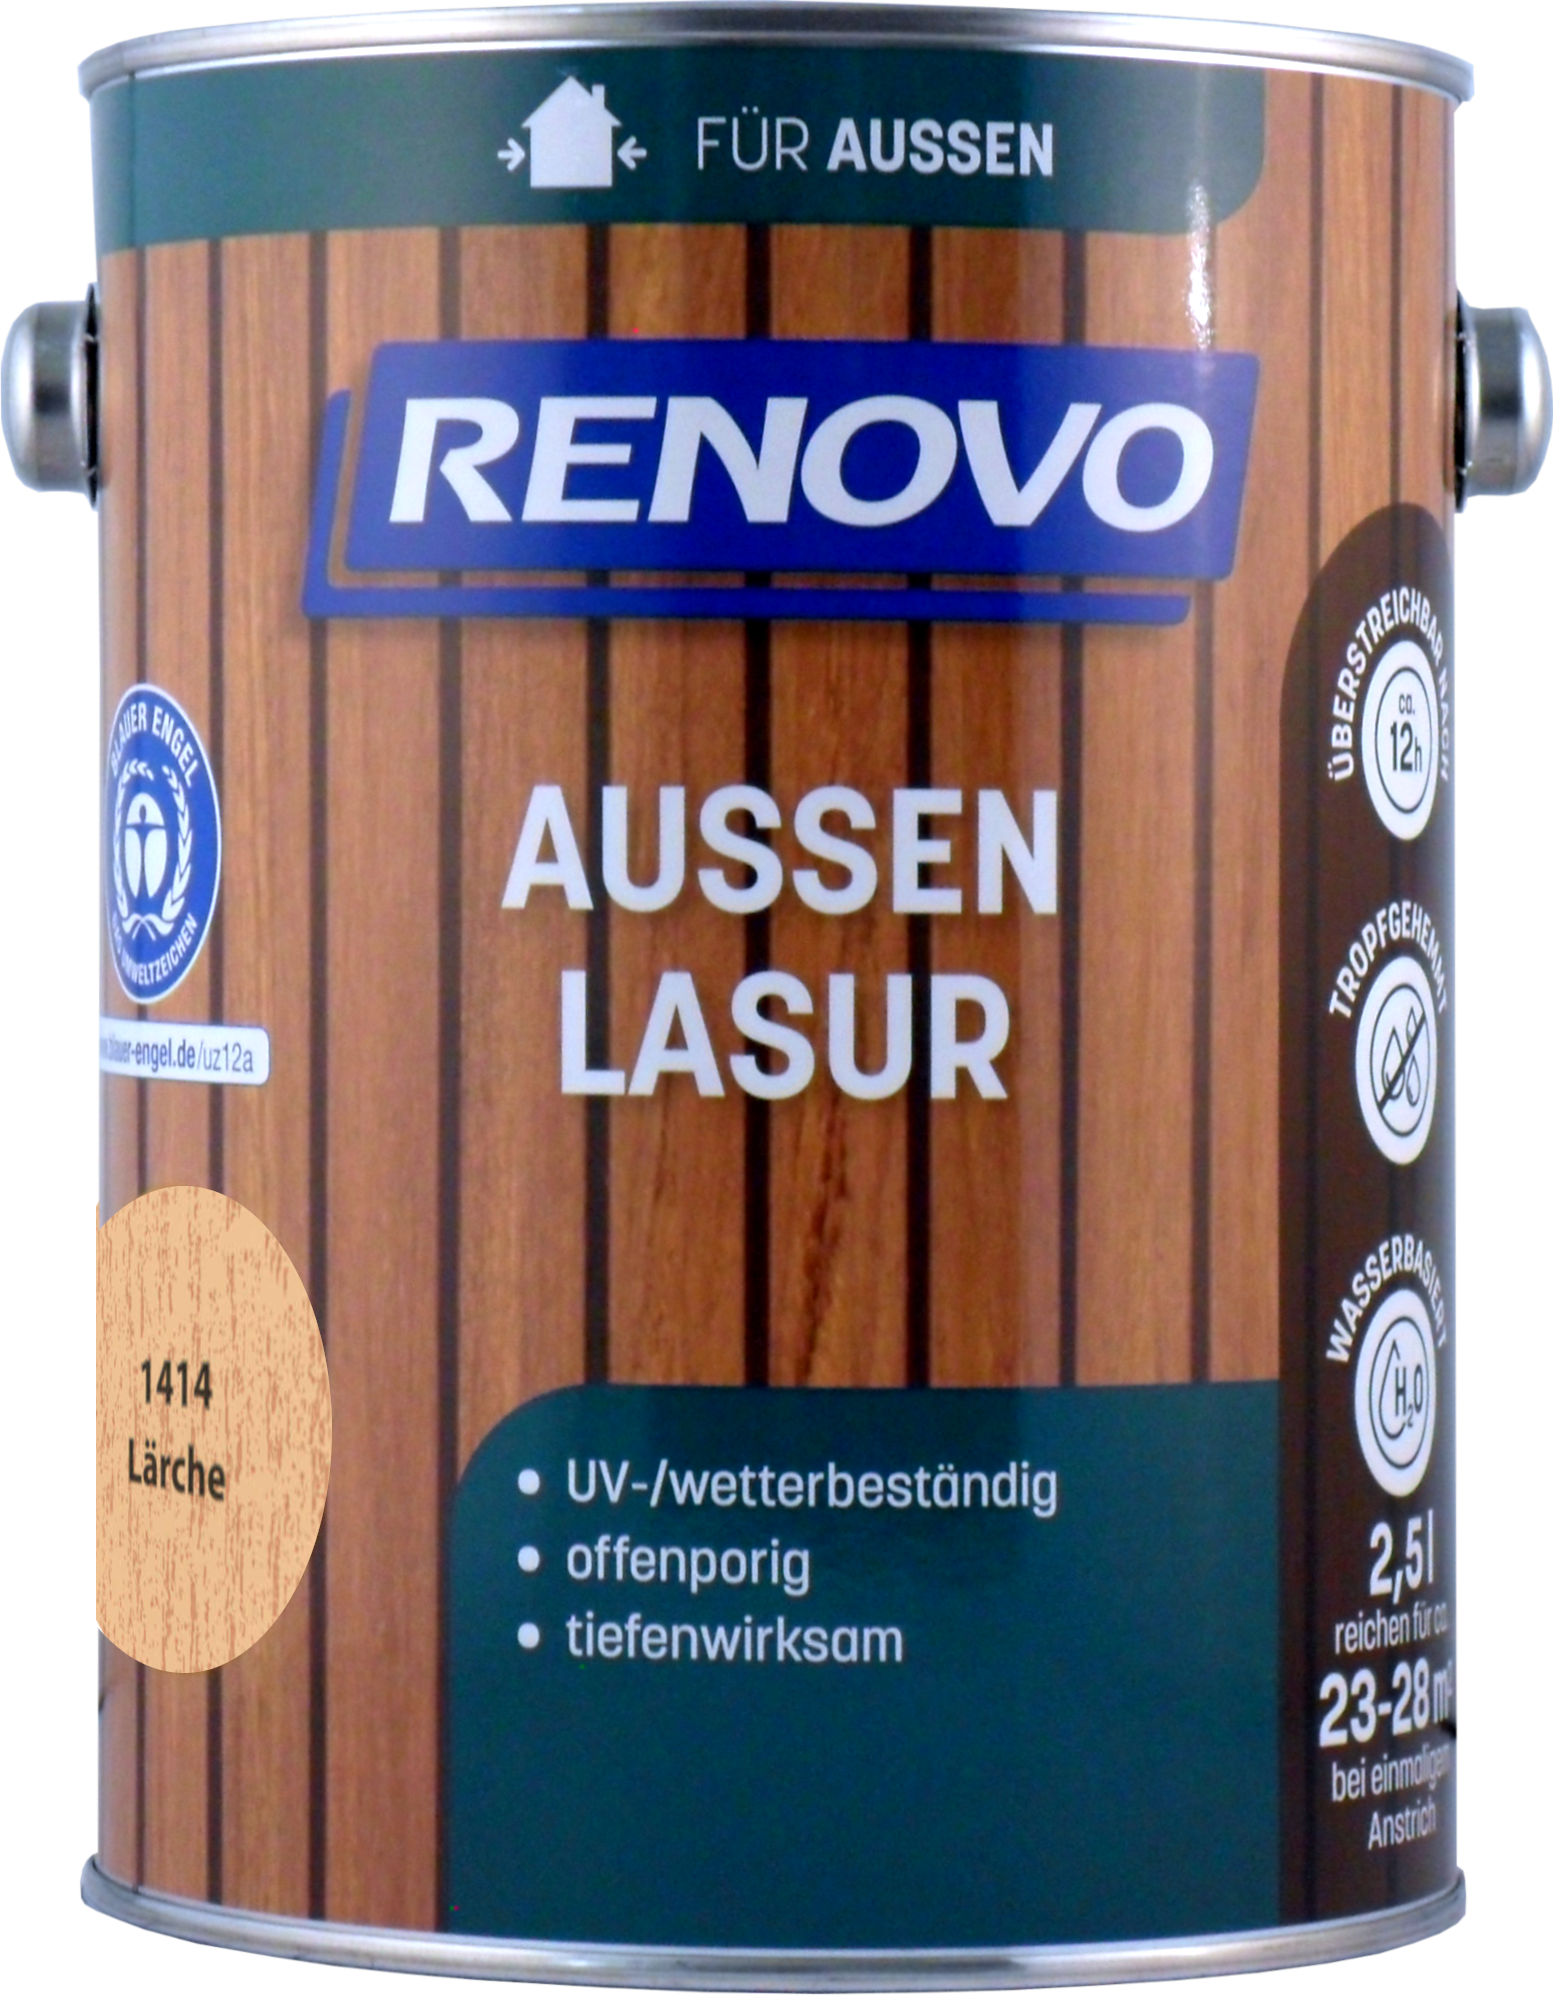 FÜR AUSSEN
RENOVO
AUSSEN
LASUR
BLAUER ENGEL
UMWELTZEICHEN
blauer-engel.de/uz12a
1414
Lärche
UV-/wetterbeständig
offenporig
tiefenwirksam
ÜBERSTREICHBAR NACH
ca.
12h
TROPFGEHEMMT
WASSERBASIERT
H2O
2,5l
reichen für ca.
23-28 m²
bei einmaligem
Anstrich